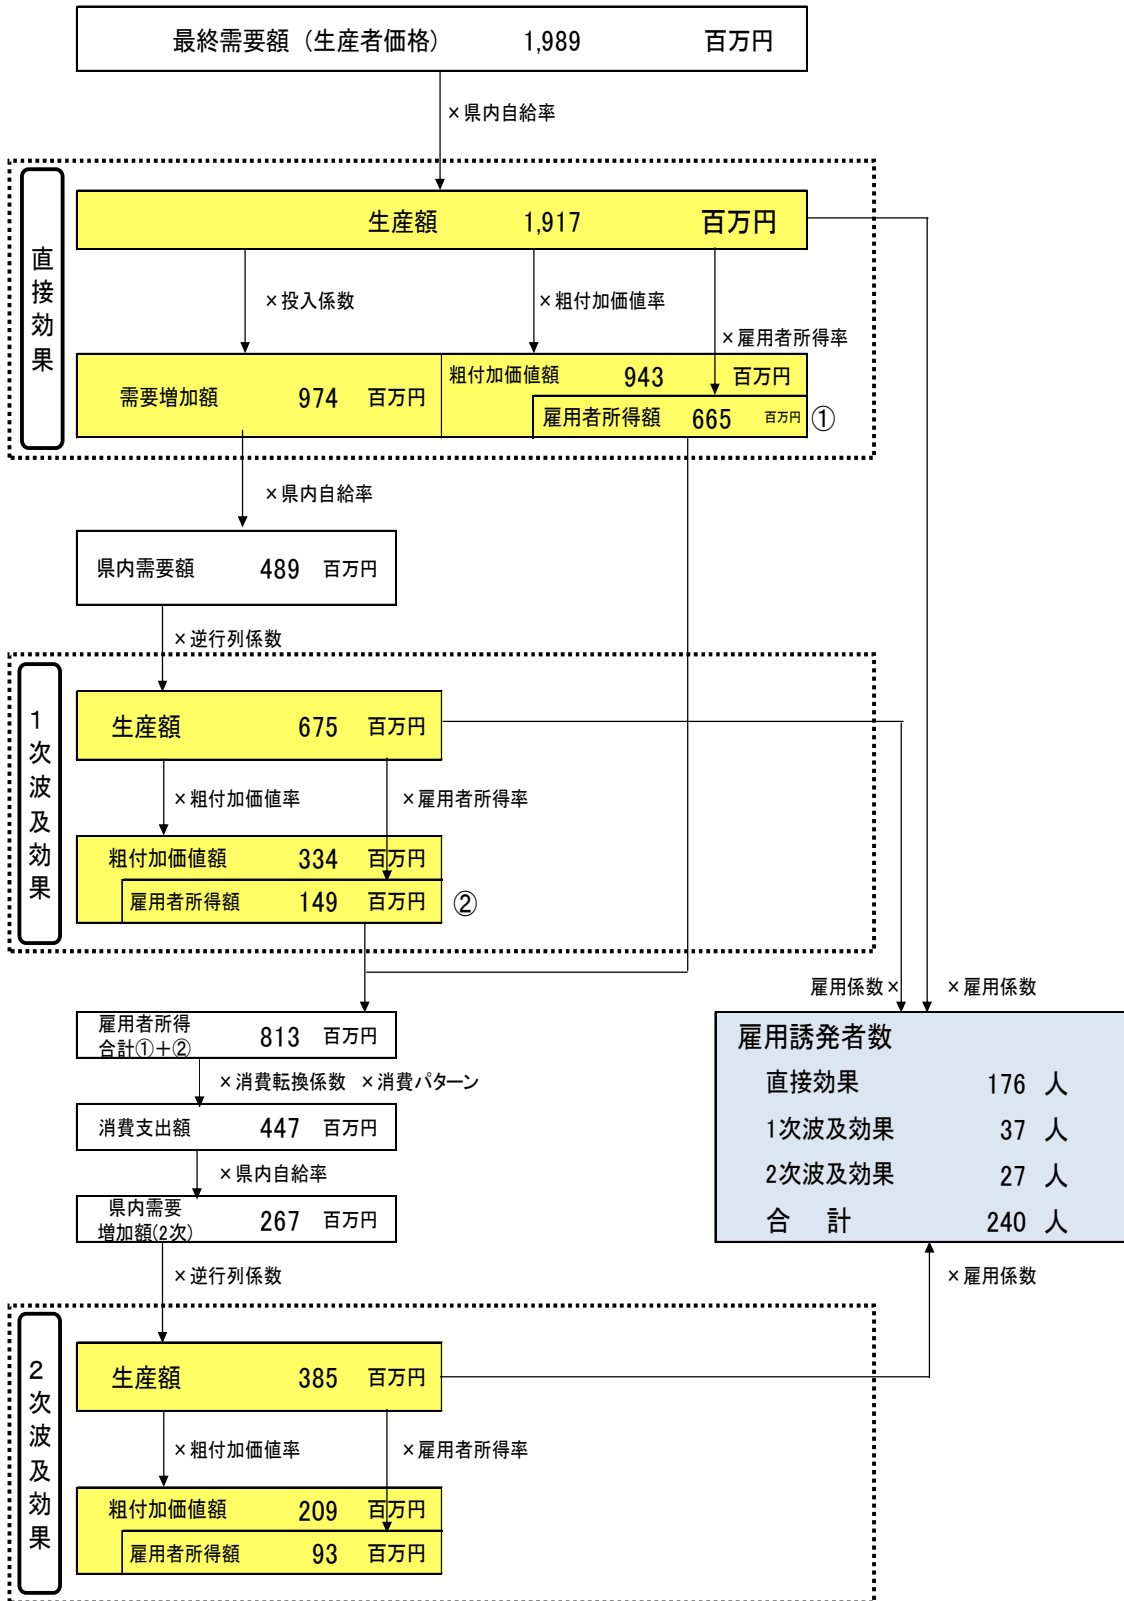 最終需要額（生産者価格） 1,989 百万円
×県内自給率
直接効果
生産額 1,917 百万円
×投入係数
×粗付加価値率
×雇用者所得率
需要増加額 974 百万円
粗付加価値額 943 百万円
雇用者所得額 665 百万円 ①
×県内自給率
県内需要額 489 百万円
×逆行列係数
1次波及効果
生産額 675 百万円
×粗付加価値率
×雇用者所得率
粗付加価値額 334 百万円
雇用者所得額 149 百万円 ②
雇用係数×
×雇用係数
雇用者所得
合計①＋② 813 百万円
×消費転換係数 ×消費パターン
消費支出額 447 百万円
×県内自給率
県内需要
増加額(2次) 267 百万円
雇用誘発者数
直接効果 176 人
1次波及効果 37 人
2次波及効果 27 人
合 計 240 人
×逆行列係数
×雇用係数
2次波及効果
生産額 385 百万円
×粗付加価値率
×雇用者所得率
粗付加価値額 209 百万円
雇用者所得額 93 百万円